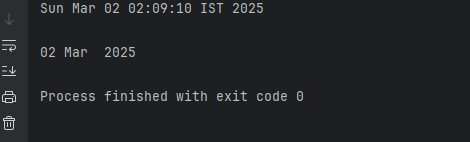 Sun Mar 02 02:09:10 IST 2025
02 Mar  2025
Process finished with exit code 0